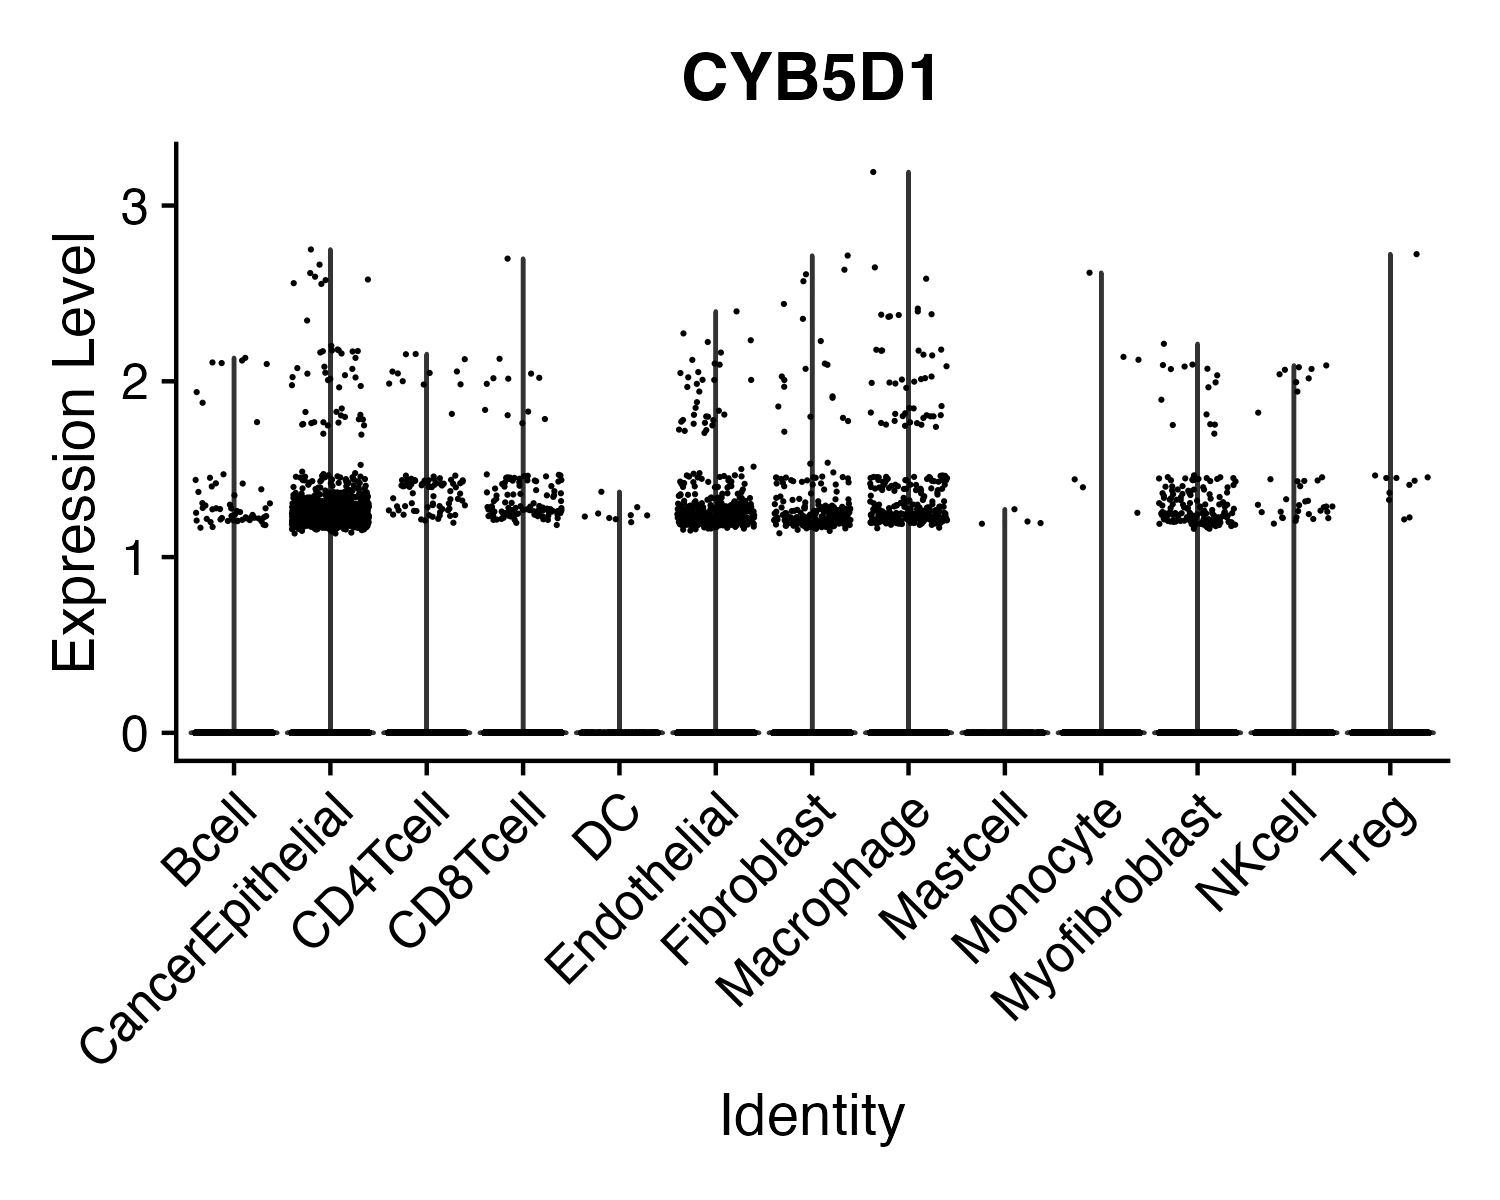 CYB5D1
Expression Level
3
2
1
0
Bcell
CancerEpithelial
CD4Tcell
CD8Tcell
DC
Endothelial
Fibroblast
Macrophage
Mastcell
Monocyte
Myofibroblast
NKcell
Treg
Identity